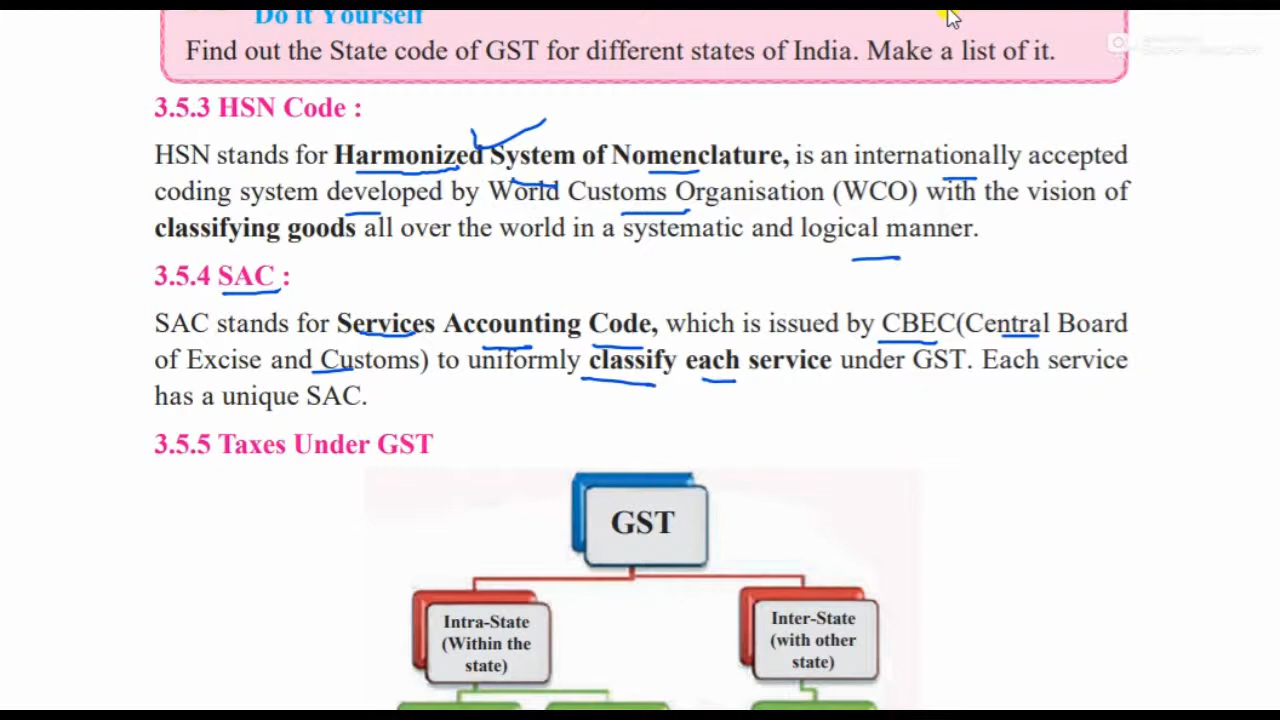 Do it Yourself
Find out the State code of GST for different states of India. Make a list of it.
3.5.3 HSN Code :
HSN stands for Harmonized System of Nomenclature, is an internationally accepted
coding system developed by World Customs Organisation (WCO) with the vision of
classifying goods all over the world in a systematic and logical manner.
3.5.4 SAC :
SAC stands for Services Accounting Code, which is issued by CBEC(Central Board
of Excise and Customs) to uniformly classify each service under GST. Each service
has a unique SAC.
3.5.5 Taxes Under GST
GST
Intra-State
(Within the
state)
Inter-State
(with other
state)